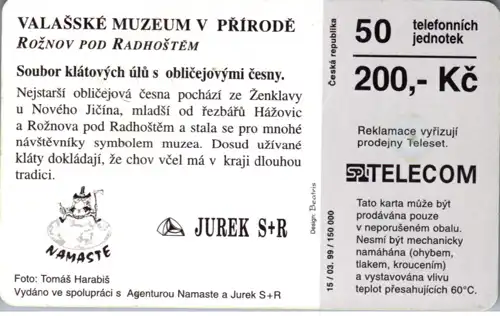 VALAŠSKÉ MUZEUM V PŘÍRODĚ
ROŽNOV POD RADHOŠTĚM
Soubor klátových úlů s obličejovými česny.
Nejstarší obličejová česna pochází ze Ženklavy
u Nového Jičína, mladší od řezbářů Hážovic
a Rožnova pod Radhoštěm a stala se pro mnohé
návštěvníky symbolem muzea. Dosud užívané
kláty dokládají, že chov včel má v kraji dlouhou
tradici.
NAMASTE
JUREK S+R
Design: Beatris
Foto: Tomáš Harabiš
Vydáno ve spolupráci s Agenturou Namaste a Jurek S+R
Česká republika
15 / 03. 99 / 150 000
50 telefonních
jednotek
200,- Kč
Reklamace vyřizují
prodejny Teleset.
SPT TELECOM
Tato karta může být
prodávána pouze
v neporušeném obalu.
Nesmí být mechanicky
namáhána (ohybem,
tlakem, kroucením)
a vystavována vlivu
teplot přesahujících 60°C.